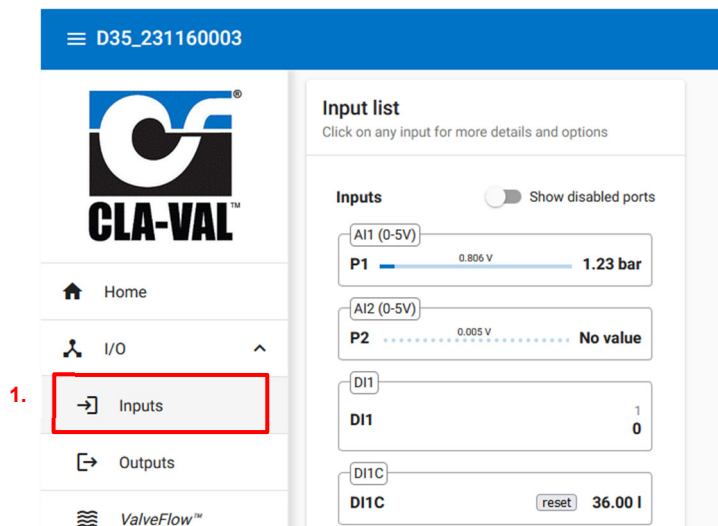 D35_231160003
®
CLA-VAL™
Home
I/O
1.
Inputs
Outputs
ValveFlow™
Input list
Click on any input for more details and options
Inputs
Show disabled ports
AI1 (0-5V)
P1 0.806 V 1.23 bar
AI2 (0-5V)
P2 0.005 V No value
DI1
1
DI1 0
DI1C
DI1C reset 36.00 l